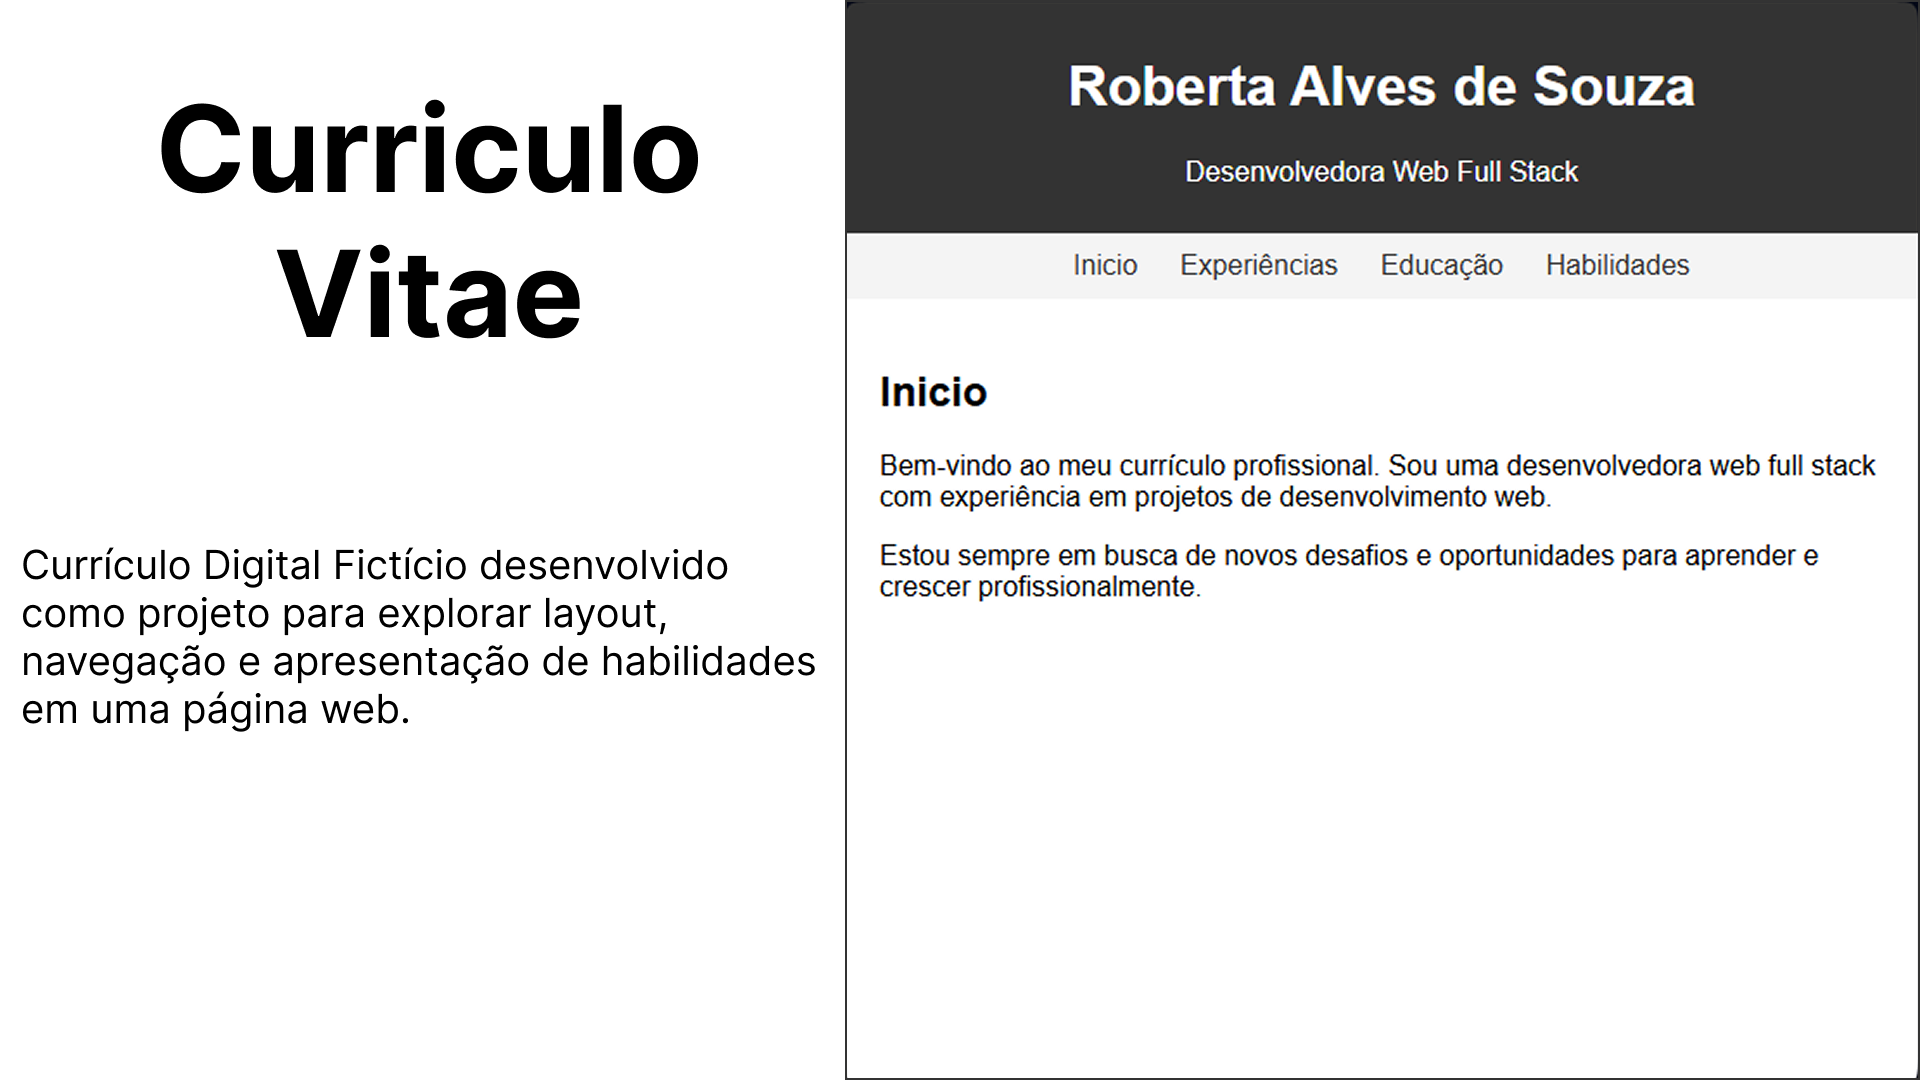 Curriculo
Vitae
Currículo Digital Fictício desenvolvido
como projeto para explorar layout,
navegação e apresentação de habilidades
em uma página web.
Roberta Alves de Souza
Desenvolvedora Web Full Stack
Inicio Experiências Educação Habilidades
Inicio
Bem-vindo ao meu currículo profissional. Sou uma desenvolvedora web full stack
com experiência em projetos de desenvolvimento web.
Estou sempre em busca de novos desafios e oportunidades para aprender e
crescer profissionalmente.